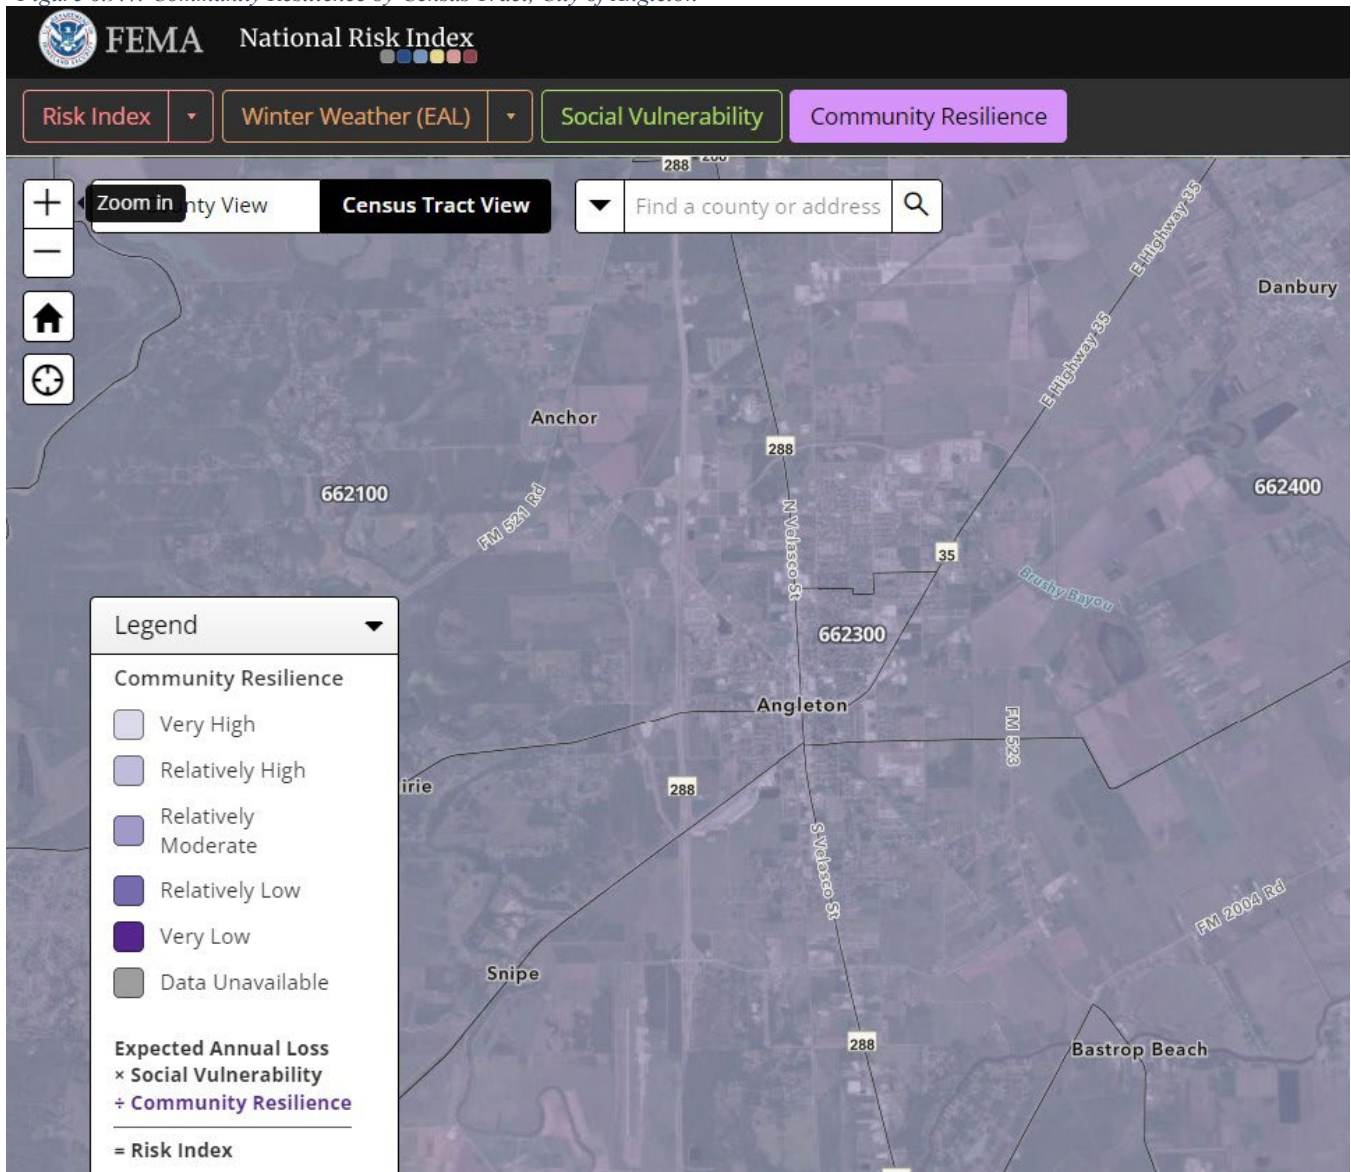 FEMA
National Risk Index
Risk Index
Winter Weather (EAL)
Social Vulnerability
Community Resilience
288
Zoom in
nty View
Census Tract View
Find a county or address
E Highway 35
Danbury
E Highway 35
Anchor
288
662100
662400
FM 521 Rd
N Velasco St
35
Brushy Bayou
662300
Legend
Angleton
FM 523
Community Resilience
Very High
Relatively High
irie
288
Relatively
Moderate
S Velasco St
Relatively Low
FM 2004 Rd
Very Low
Snipe
Data Unavailable
288
Bastrop Beach
Expected Annual Loss
× Social Vulnerability
÷ Community Resilience
= Risk Index